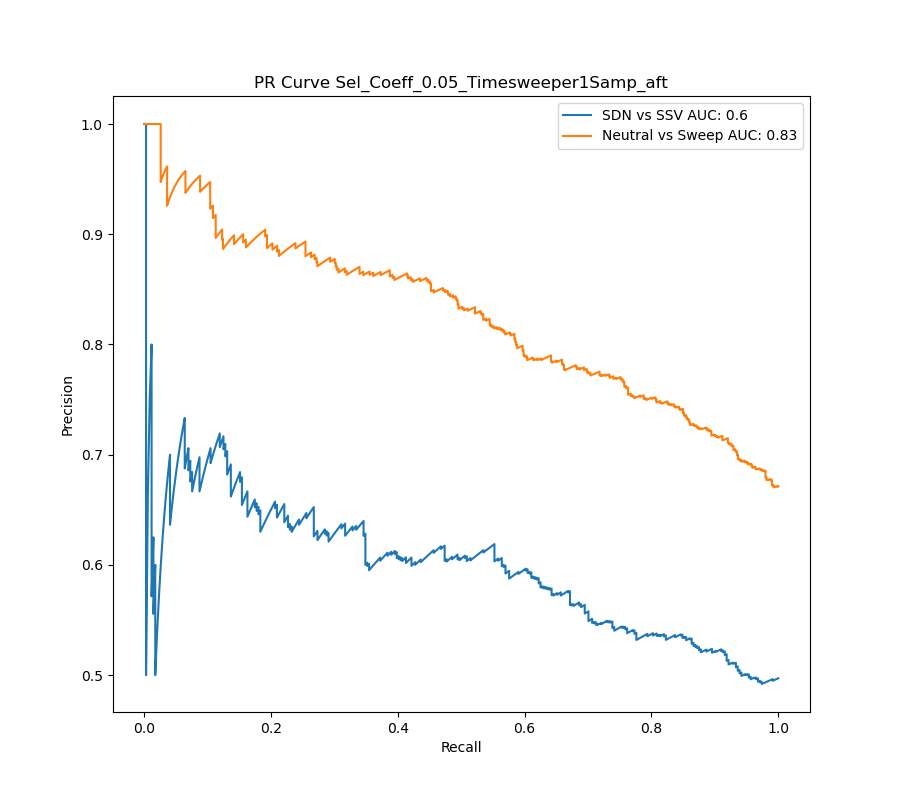 PR Curve Sel_Coeff_0.05_Timesweeper1Samp_aft
SDN vs SSV AUC: 0.6
Neutral vs Sweep AUC: 0.83
1.0
0.9
0.8
0.7
0.6
0.5
Precision
0.0 0.2 0.4 0.6 0.8 1.0
Recall